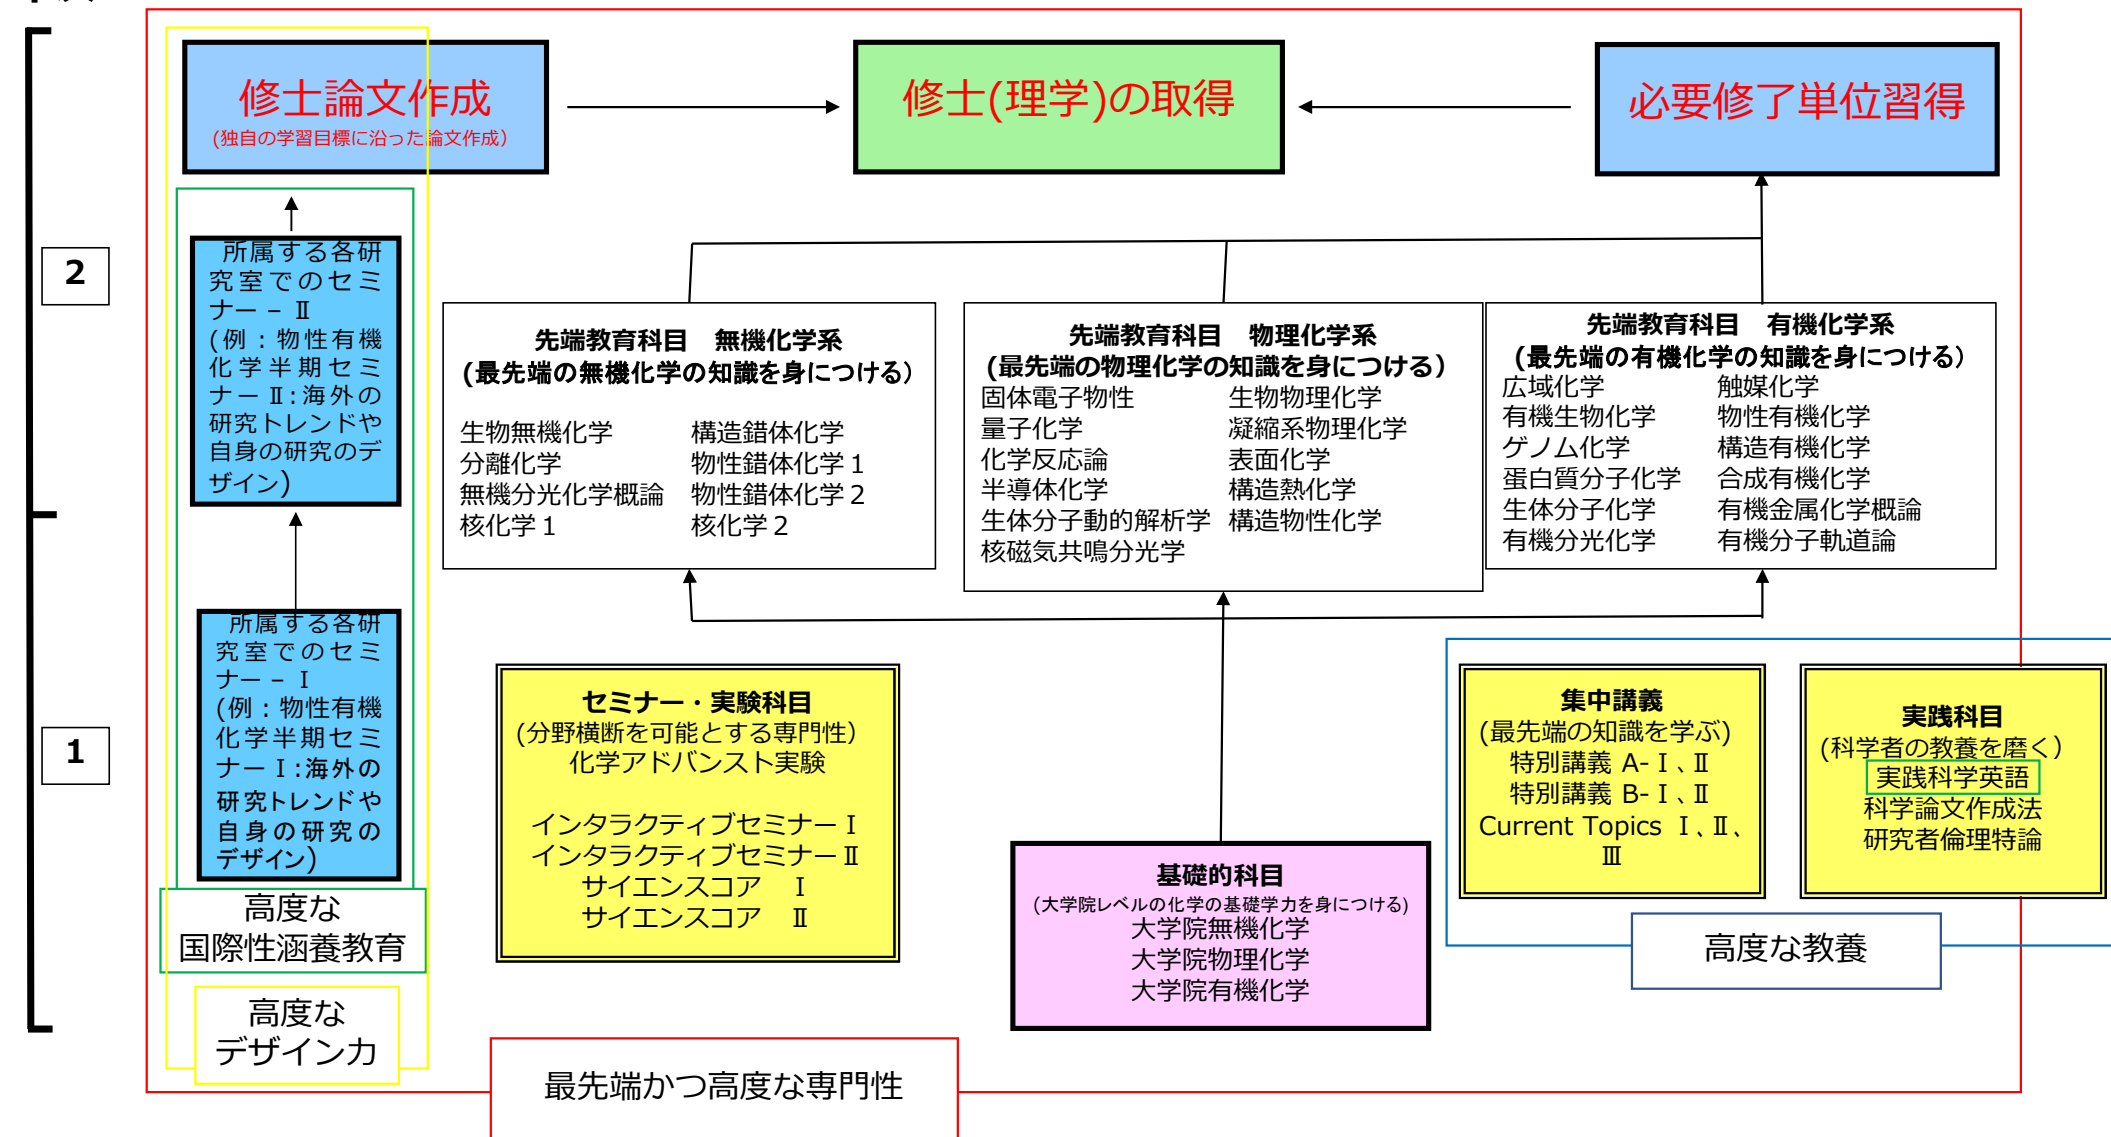 修士論文作成
(独自の学習目標に沿った論文作成)
修士(理学)の取得
必要修了単位習得
2
所属する各研
究室でのセミ
ナー – Ⅱ
(例：物性有機
化学半期セミ
ナーⅡ:海外の
研究トレンドや
自身の研究のデ
ザイン)
先端教育科目　無機化学系
(最先端の無機化学の知識を身につける)
生物無機化学　構造錯体化学
分離化学　物性錯体化学１
無機分光化学概論　物性錯体化学２
核化学１　核化学２
先端教育科目　物理化学系
(最先端の物理化学の知識を身につける)
固体電子物性　生物物理化学
量子化学　凝縮系物理化学
化学反応論　表面化学
半導体化学　構造熱化学
生体分子動的解析学　構造物性化学
核磁気共鳴分光学
先端教育科目　有機化学系
(最先端の有機化学の知識を身につける)
広域化学　触媒化学
有機生物化学　物性有機化学
ゲノム化学　構造有機化学
蛋白質分子化学　合成有機化学
生体分子化学　有機金属化学概論
有機分光化学　有機分子軌道論
1
所属する各研
究室でのセミ
ナー – Ｉ
(例：物性有機
化学半期セミ
ナーＩ:海外の
研究トレンドや
自身の研究の
デザイン)
セミナー・実験科目
(分野横断を可能とする専門性)
化学アドバンスト実験
インタラクティブセミナーⅠ
インタラクティブセミナーⅡ
サイエンスコア　Ⅰ
サイエンスコア　Ⅱ
基礎的科目
(大学院レベルの化学の基礎学力を身につける)
大学院無機化学
大学院物理化学
大学院有機化学
集中講義
(最先端の知識を学ぶ)
特別講義 A-Ⅰ、Ⅱ
特別講義 B-Ⅰ、Ⅱ
Current Topics Ⅰ、Ⅱ、
Ⅲ
実践科目
(科学者の教養を磨く)
実践科学英語
科学論文作成法
研究者倫理特論
高度な
国際性涵養教育
高度な教養
高度な
デザイン力
最先端かつ高度な専門性